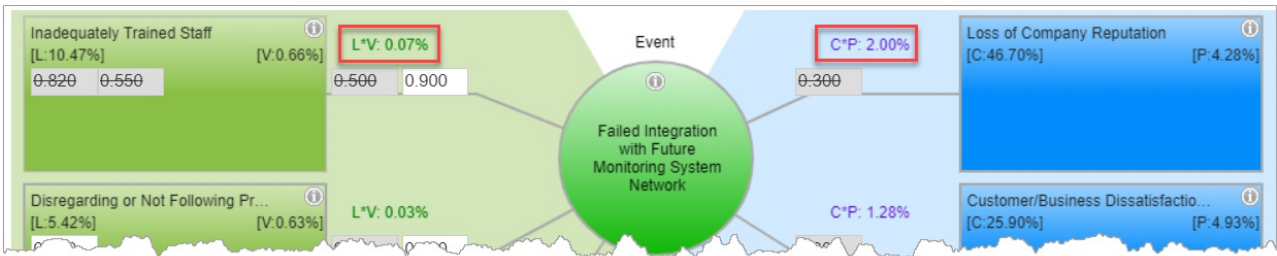 Inadequately Trained Staff
[L:10.47%] [V:0.66%]
0.820 0.550
L*V: 0.07%
0.500 0.900
Event
Failed Integration
with Future
Monitoring System
Network
C*P: 2.00%
0.300
Loss of Company Reputation
[C:46.70%] [P:4.28%]
Disregarding or Not Following Pr...
[L:5.42%] [V:0.63%]
L*V: 0.03%
C*P: 1.28%
Customer/Business Dissatisfactio...
[C:25.90%] [P:4.93%]